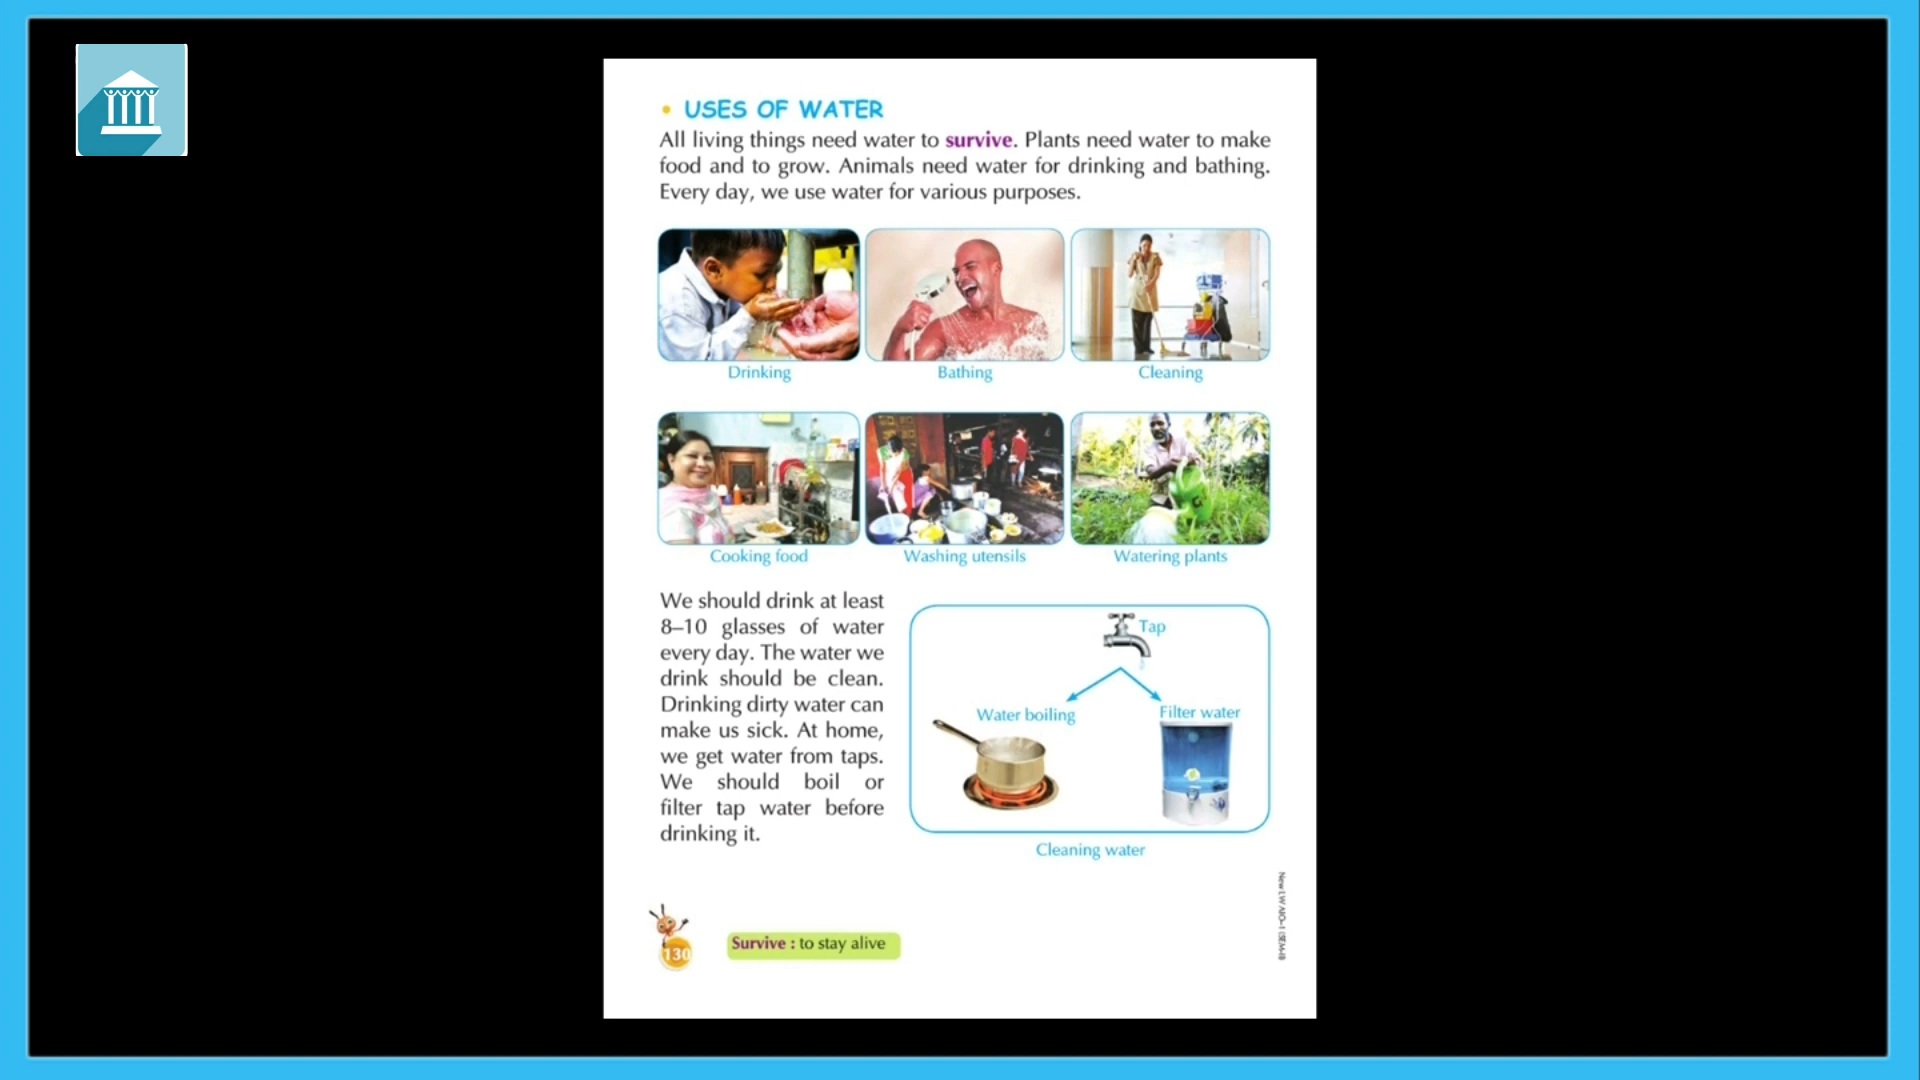 • USES OF WATER
All living things need water to survive. Plants need water to make
food and to grow. Animals need water for drinking and bathing.
Every day, we use water for various purposes.
Drinking
Bathing
Cleaning
Cooking food
Washing utensils
Watering plants
We should drink at least
8–10 glasses of water
every day. The water we
drink should be clean.
Drinking dirty water can
make us sick. At home,
we get water from taps.
We should boil or
filter tap water before
drinking it.
Tap
Water boiling
Filter water
Cleaning water
130
Survive : to stay alive